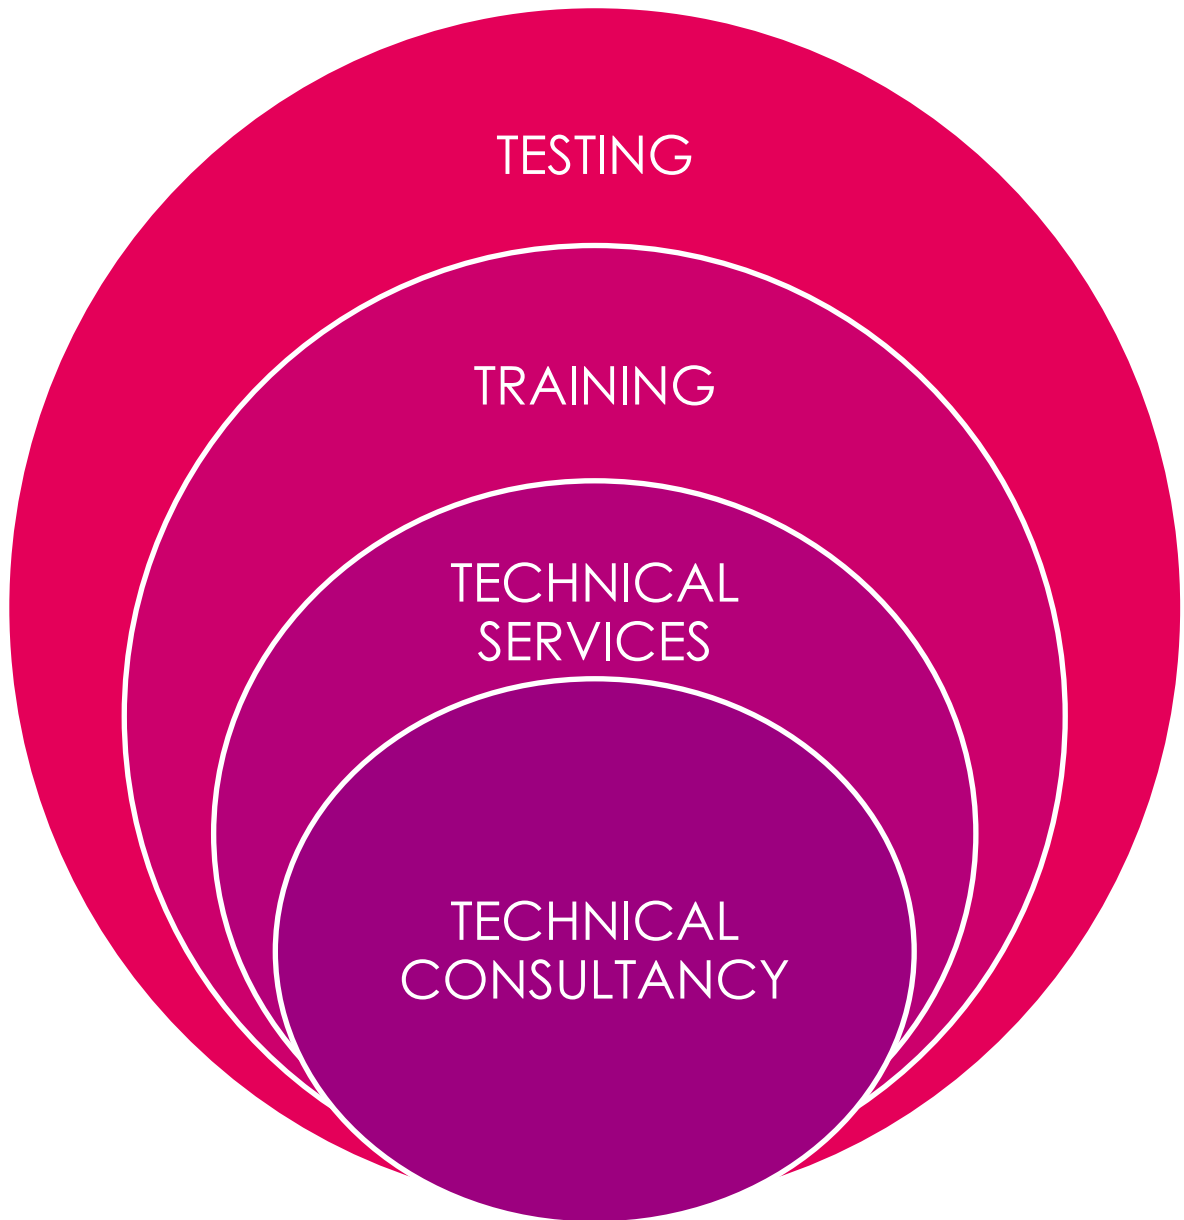 TESTING
TRAINING
TECHNICAL
SERVICES
TECHNICAL
CONSULTANCY